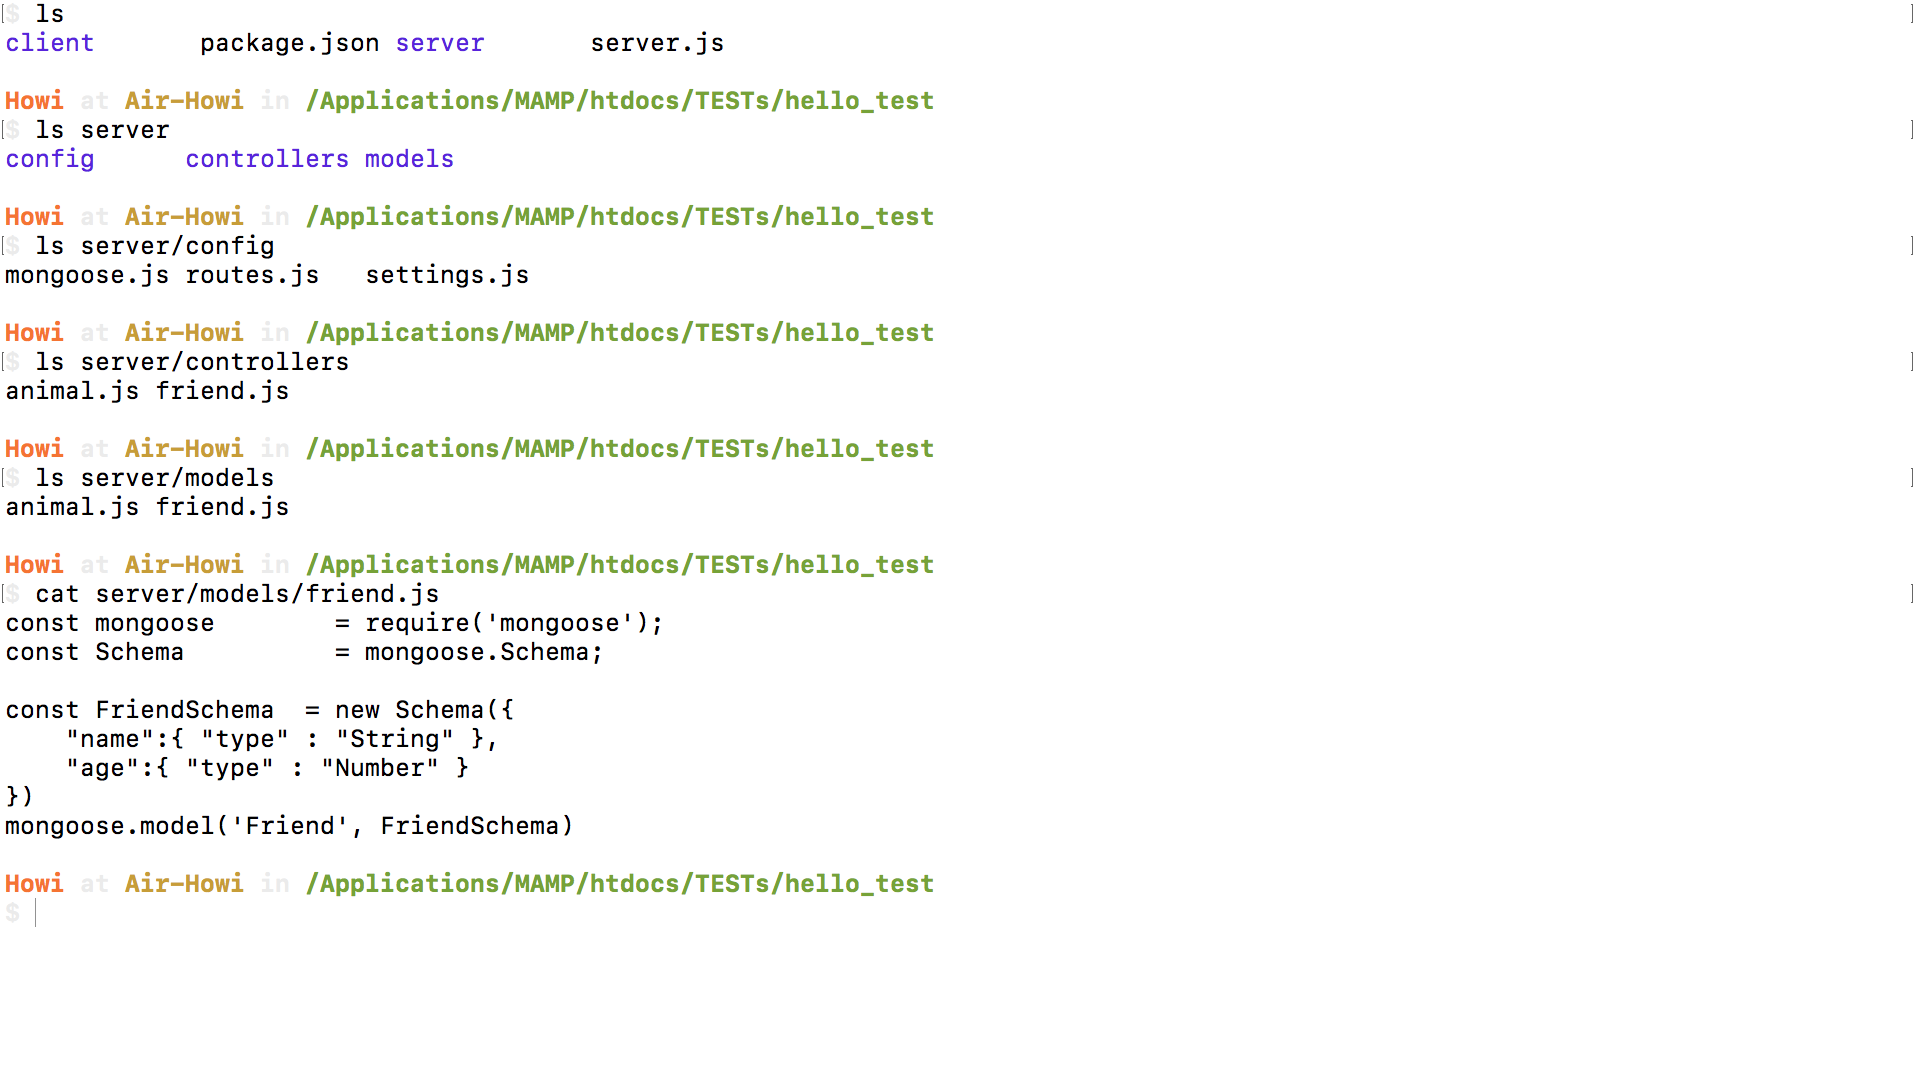 $ ls
client       package.json server       server.js
Howi at Air-Howi in /Applications/MAMP/htdocs/TESTs/hello_test
$ ls server
config      controllers models
Howi at Air-Howi in /Applications/MAMP/htdocs/TESTs/hello_test
$ ls server/config
mongoose.js routes.js   settings.js
Howi at Air-Howi in /Applications/MAMP/htdocs/TESTs/hello_test
$ ls server/controllers
animal.js friend.js
Howi at Air-Howi in /Applications/MAMP/htdocs/TESTs/hello_test
$ ls server/models
animal.js friend.js
Howi at Air-Howi in /Applications/MAMP/htdocs/TESTs/hello_test
$ cat server/models/friend.js
const mongoose        = require('mongoose');
const Schema          = mongoose.Schema;
const FriendSchema  = new Schema({
    "name":{ "type" : "String" },
    "age":{ "type" : "Number" }
})
mongoose.model('Friend', FriendSchema)
Howi at Air-Howi in /Applications/MAMP/htdocs/TESTs/hello_test
$